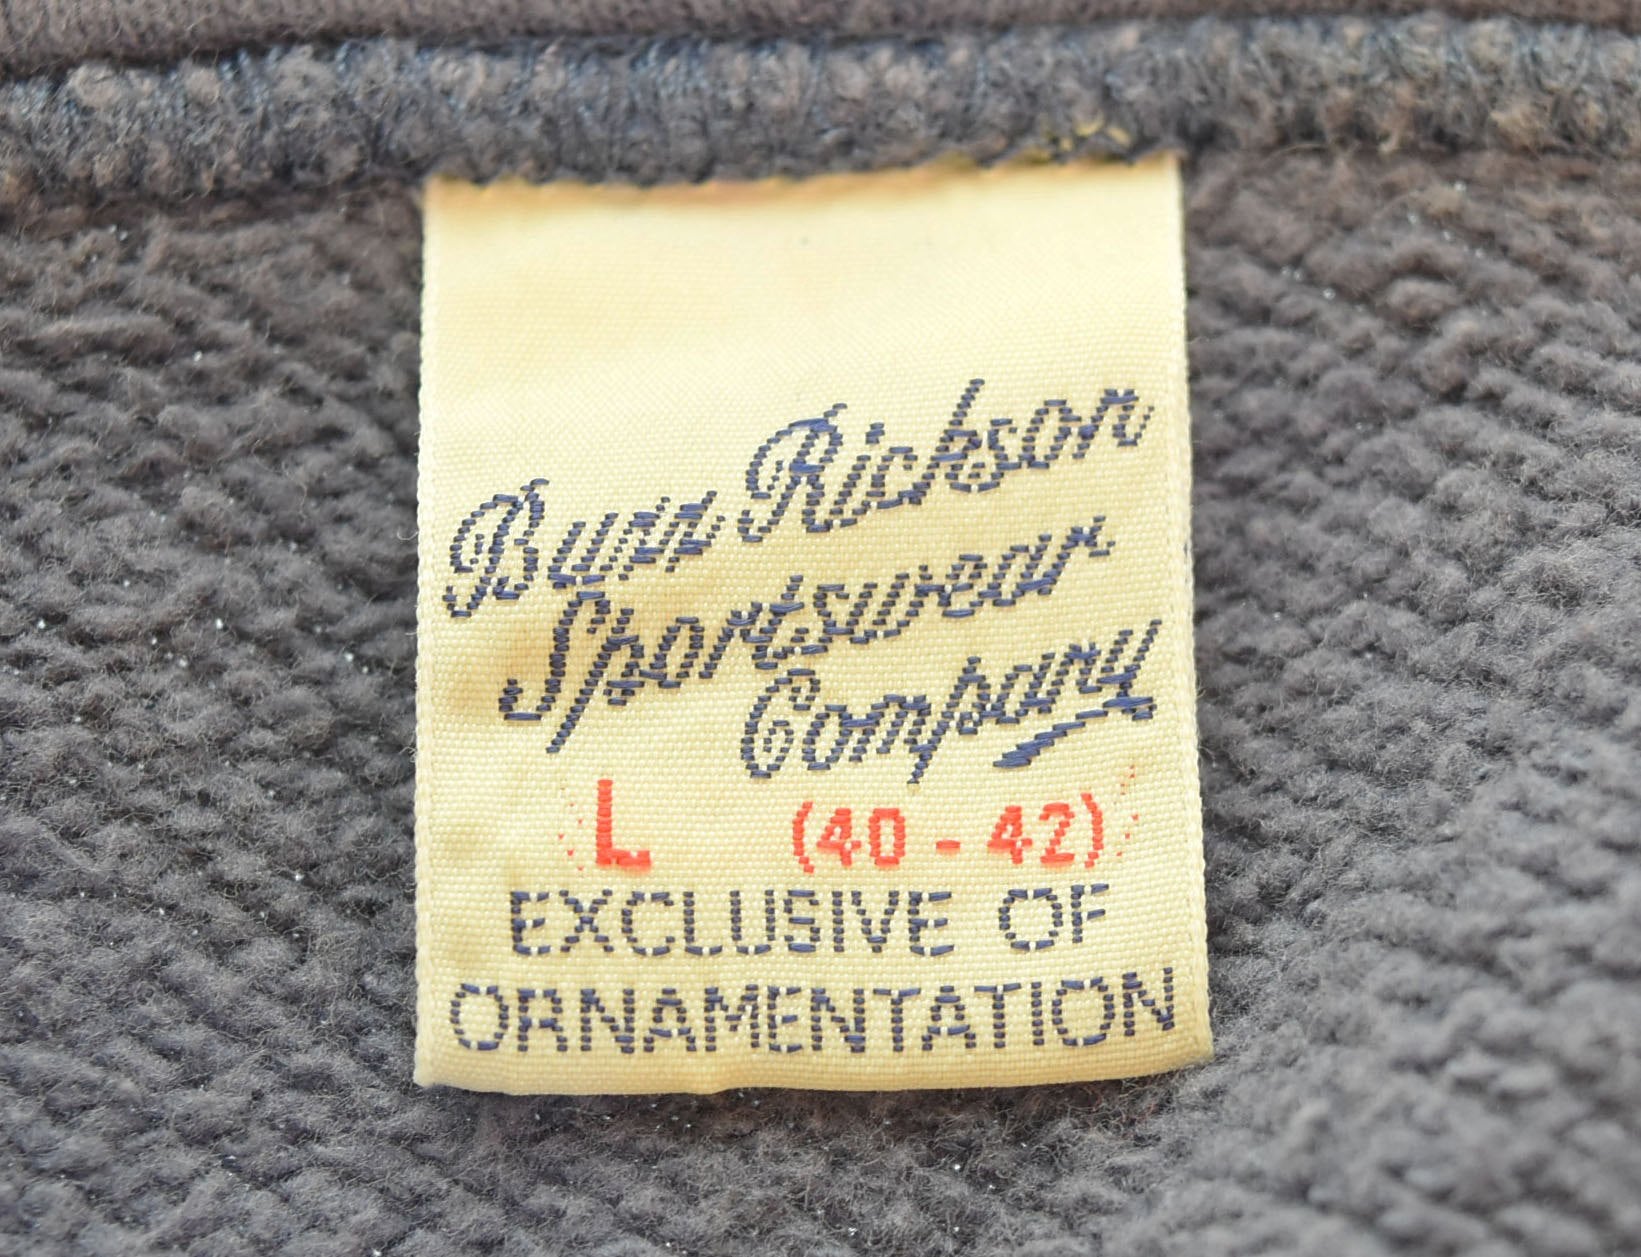 Buzz Rickson
Sportswear
Company
L (40 - 42)
EXCLUSIVE OF
ORNAMENTATION